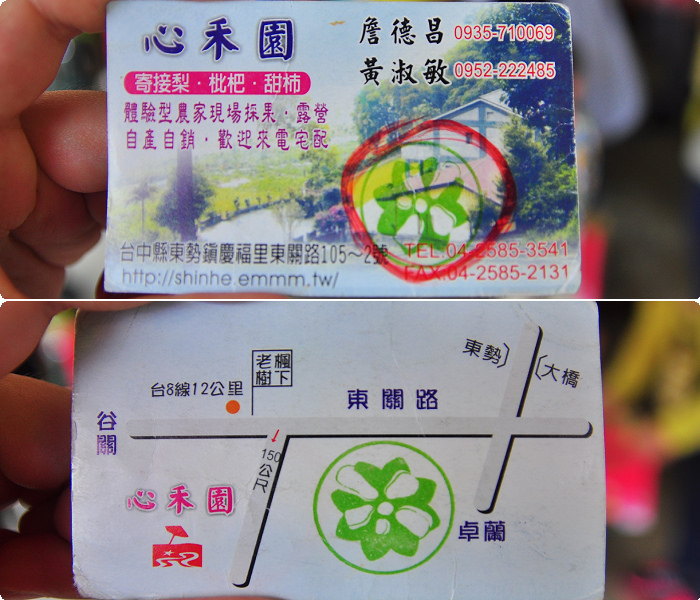 心禾園
詹德昌 0935-710069
黃淑敏 0952-222485
寄接梨·枇杷·甜柿
體驗型農家現場採果·露營
自產自銷·歡迎來電宅配
台中縣東勢鎮慶福里東關路105～2號
TEL:04-2585-3541
http://shinhe.emmm.tw/
FAX:04-2585-2131
東勢
大橋
老樹
楓下
台8線12公里
東關路
谷關
150公尺
心禾園
卓蘭